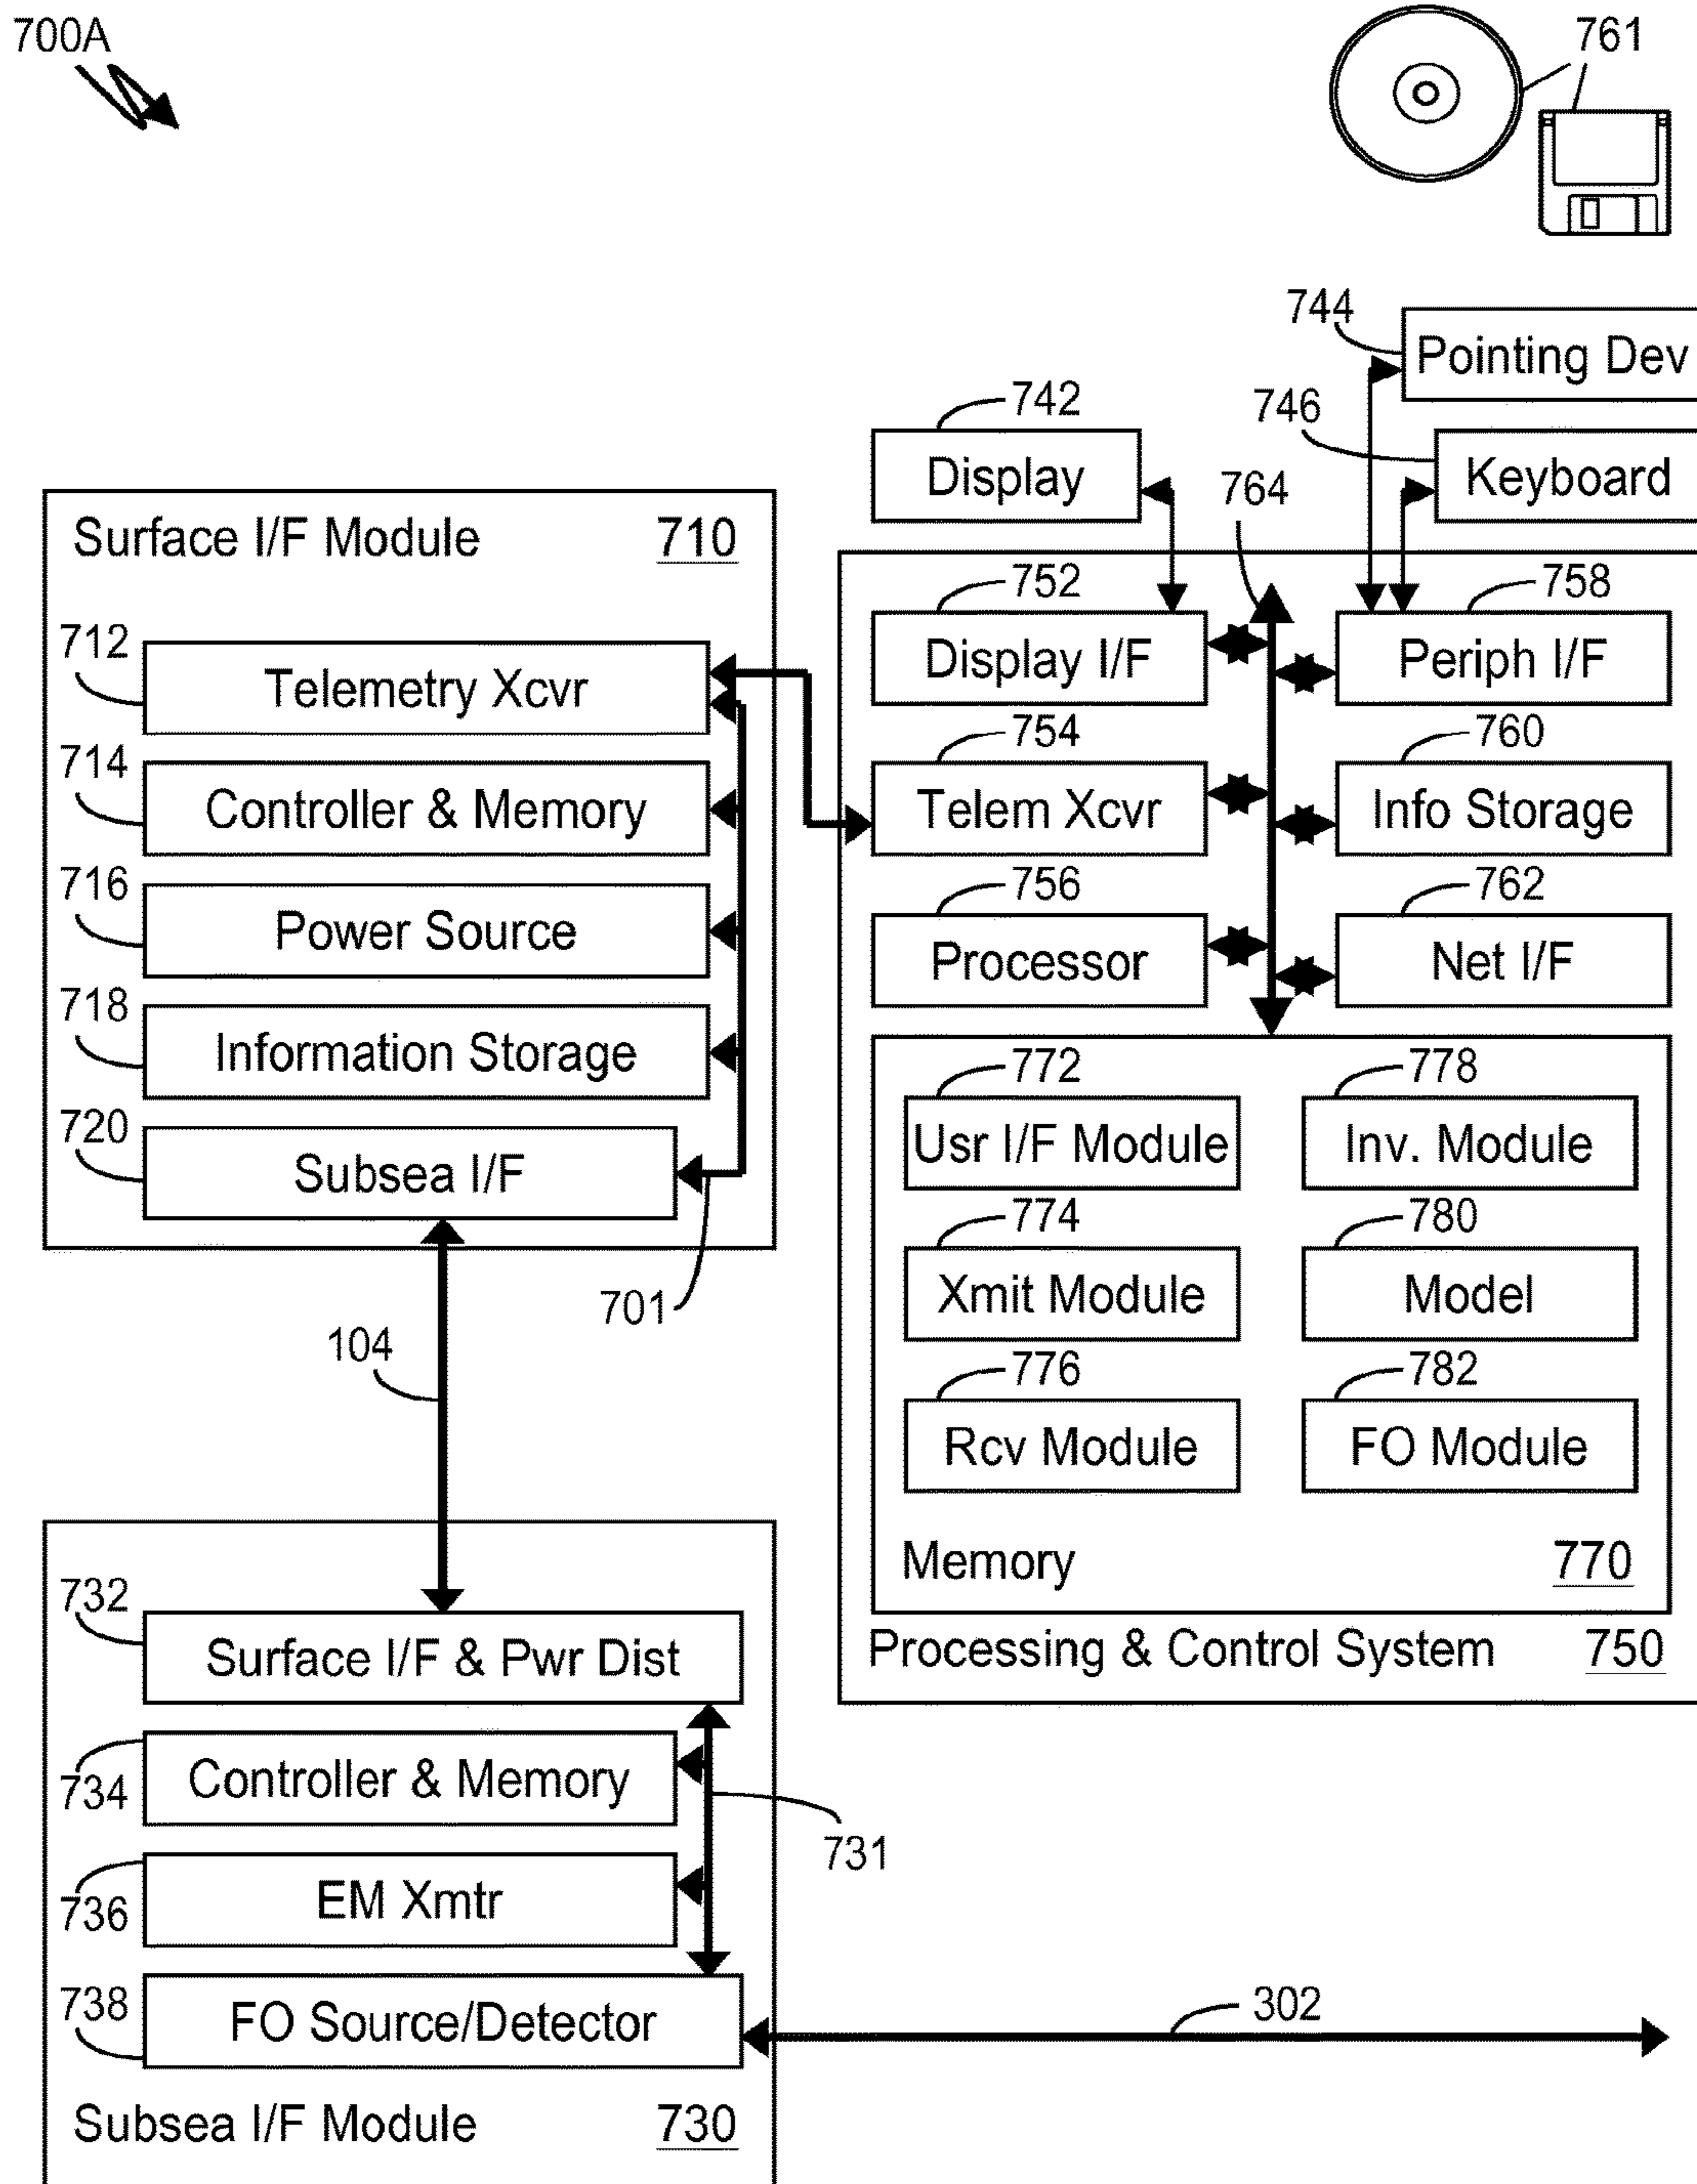 700A
761
744
Pointing Dev
742
746
Display
764
Keyboard
Surface I/F Module 710
752
758
712
Telemetry Xcvr
Display I/F
Periph I/F
714
754
760
Controller & Memory
Telem Xcvr
Info Storage
716
756
762
Power Source
Processor
Net I/F
718
Information Storage
772
778
720
Usr I/F Module
Inv. Module
Subsea I/F
774
780
701
Xmit Module
Model
104
776
782
Rcv Module
FO Module
Memory 770
732
Surface I/F & Pwr Dist
Processing & Control System 750
Controller & Memory
734
731
EM Xmtr
736
738
FO Source/Detector
302
Subsea I/F Module 730